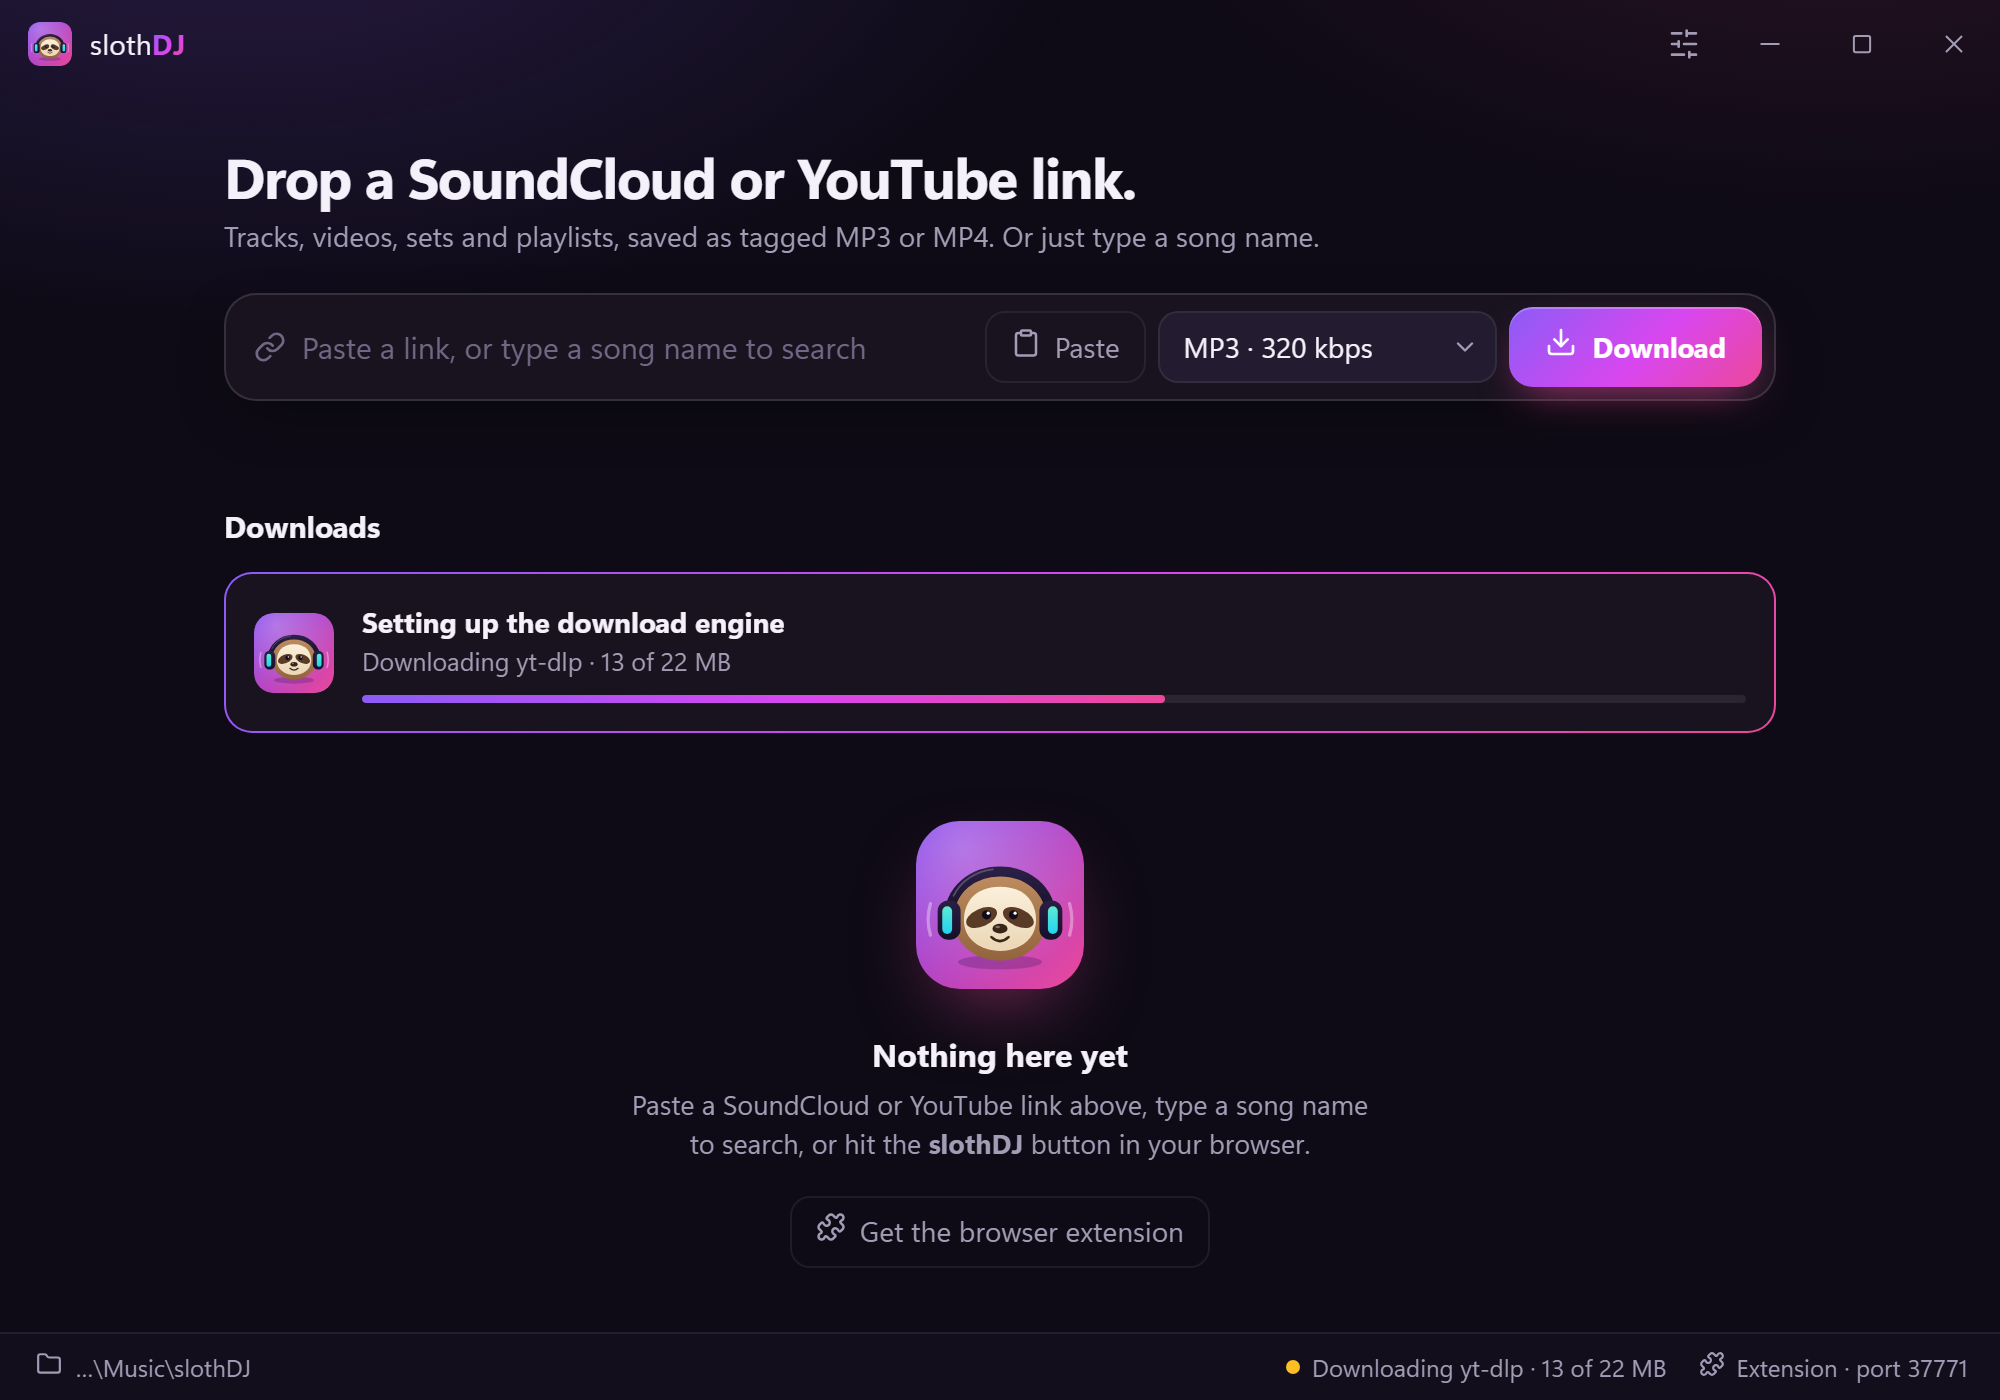 slothDJ
Drop a SoundCloud or YouTube link.
Tracks, videos, sets and playlists, saved as tagged MP3 or MP4. Or just type a song name.
Paste a link, or type a song name to search
Paste
MP3 · 320 kbps
Download
Downloads
Setting up the download engine
Downloading yt-dlp · 13 of 22 MB
Nothing here yet
Paste a SoundCloud or YouTube link above, type a song name
to search, or hit the slothDJ button in your browser.
Get the browser extension
...\Music\slothDJ
Downloading yt-dlp · 13 of 22 MB
Extension · port 37771